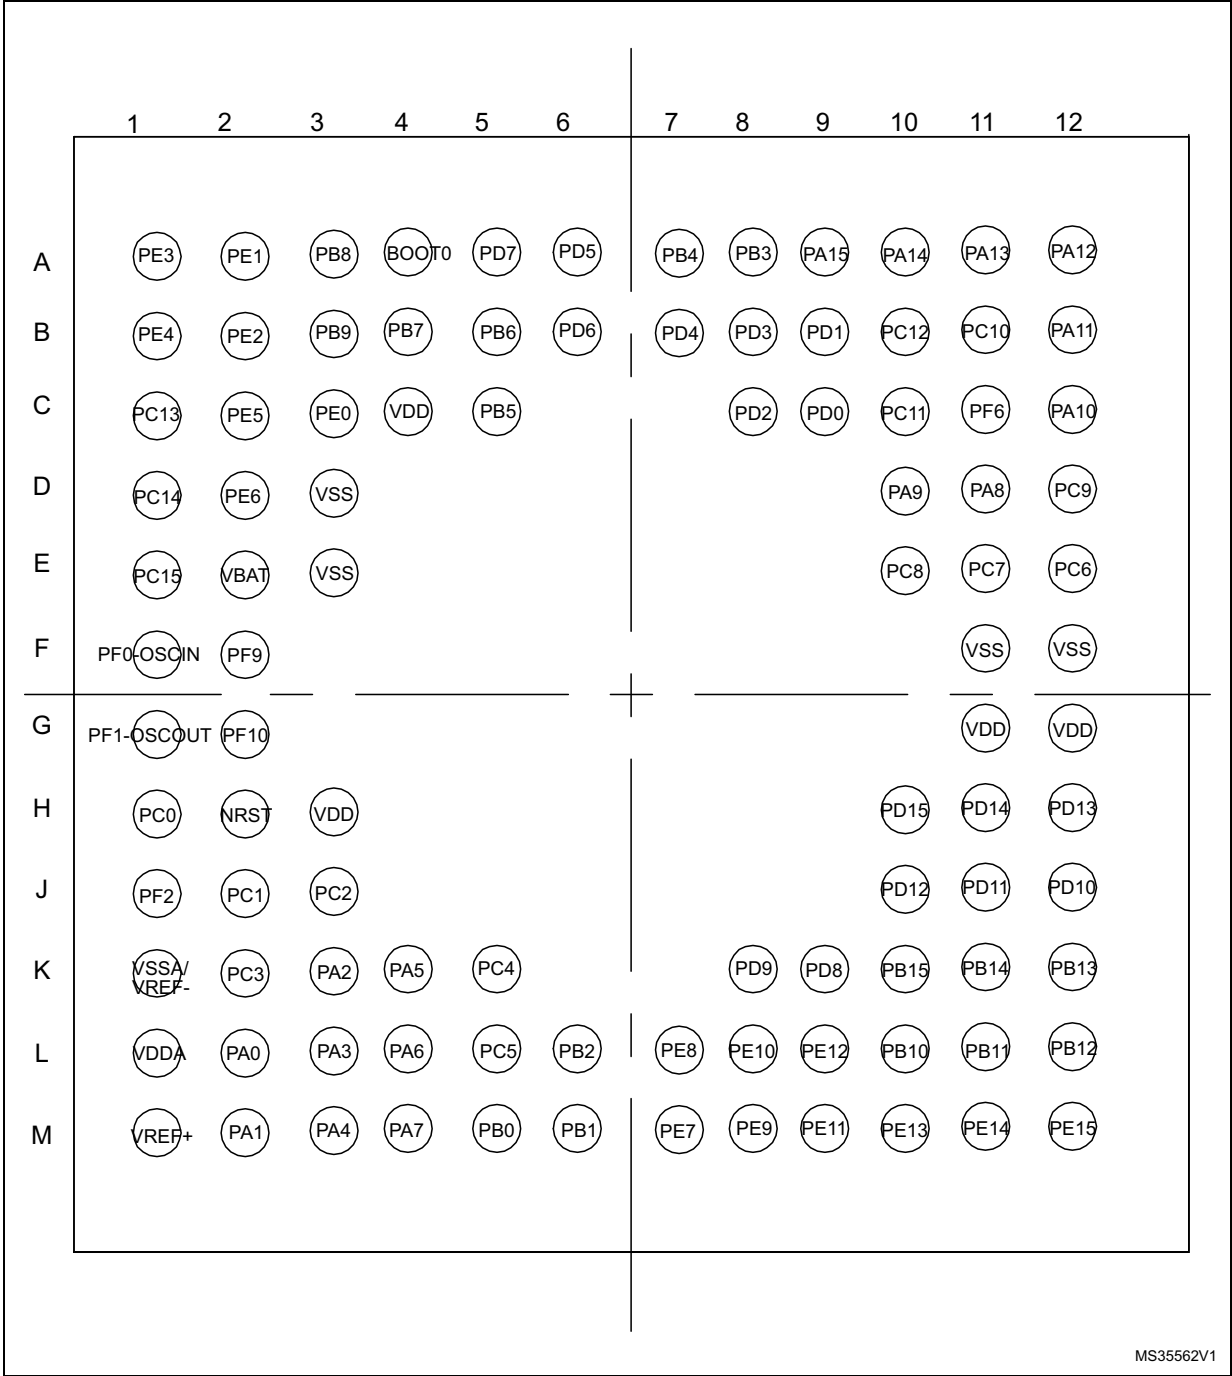 1 2 3 4 5 6 7 8 9 10 11 12
A PE3 PE1 PB8 BOOT0 PD7 PD5 PB4 PB3 PA15 PA14 PA13 PA12
B PE4 PE2 PB9 PB7 PB6 PD6 PD4 PD3 PD1 PC12 PC10 PA11
C PC13 PE5 PE0 VDD PB5 PD2 PD0 PC11 PF6 PA10
D PC14 PE6 VSS PA9 PA8 PC9
E PC15 VBAT VSS PC8 PC7 PC6
F PF0-OSCIN PF9 VSS VSS
G PF1-OSCOUT PF10 VDD VDD
H PC0 NRST VDD PD15 PD14 PD13
J PF2 PC1 PC2 PD12 PD11 PD10
K VSSA/ VREF- PC3 PA2 PA5 PC4 PD9 PD8 PB15 PB14 PB13
L VDDA PA0 PA3 PA6 PC5 PB2 PE8 PE10 PE12 PB10 PB11 PB12
M VREF+ PA1 PA4 PA7 PB0 PB1 PE7 PE9 PE11 PE13 PE14 PE15
MS35562V1